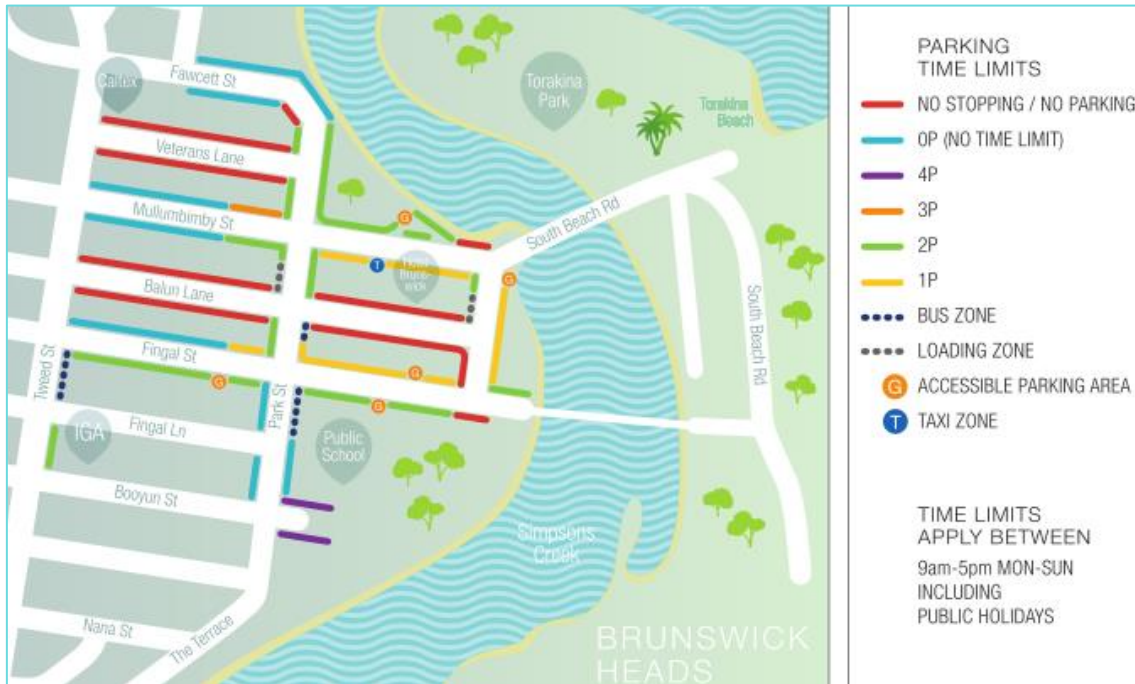 Caltex
Fawcett St
Veterans Lane
Mullumbimby St
Balun Lane
Fingal St
Tweed St
Park St
Fingal Ln
IGA
Booyun St
Nana St
The Terrace
Public
School
Hotel
Bruns-
wick
T
G
G
G
G
G
Torakina
Park
Torakina
Beach
South Beach Rd
South Beach Rd
Simpsons
Creek
BRUNSWICK
HEADS
PARKING
TIME LIMITS
NO STOPPING / NO PARKING
0P (NO TIME LIMIT)
4P
3P
2P
1P
BUS ZONE
LOADING ZONE
G ACCESSIBLE PARKING AREA
T TAXI ZONE
TIME LIMITS
APPLY BETWEEN
9am-5pm MON-SUN
INCLUDING
PUBLIC HOLIDAYS